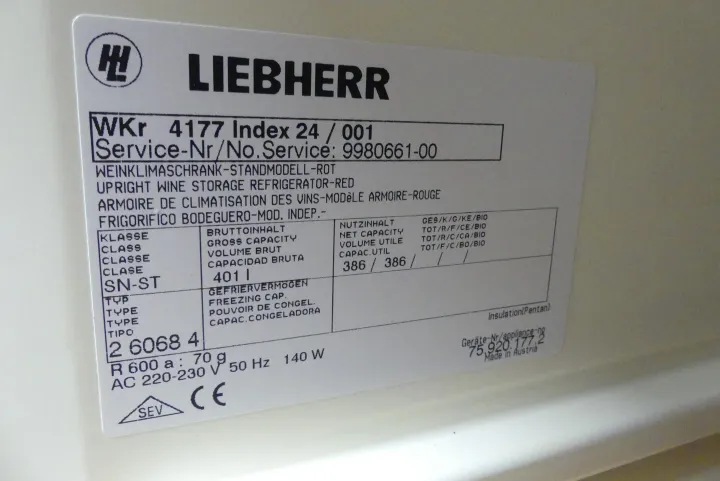 HL
LIEBHERR
WKr 4177 Index 24 / 001
Service-Nr/No.Service: 9980661-00
WEINKLIMASCHRANK-STANDMODELL-ROT
UPRIGHT WINE STORAGE REFRIGERATOR-RED
ARMOIRE DE CLIMATISATION DES VINS-MODèLE ARMOIRE-ROUGE
FRIGORIFICO BODEGUERO-MOD. INDEP.-
KLASSE
CLASS
CLASSE
CLASE
SN-ST
BRUTTOINHALT
GROSS CAPACITY
VOLUME BRUT
CAPACIDAD BRUTA
401 l
NUTZINHALT GES/K/G/KE/BIO
NET CAPACITY TOT/R/F/CE/BIO
VOLUME UTILE TOT/R/C/CA/BIO
CAPAC.UTIL TOT/F/C/BO/BIO
386 / 386 / / /
TYP
TYPE
TYPE
TIPO
2 6068 4
GEFRIERVERMOGEN
FREEZING CAP.
POUVOIR DE CONGEL.
CAPAC.CONGELADORA
Insulation(Pentan)
R 600 a : 70 g
AC 220-230 V 50 Hz 140 W
Geräte-Nr/appliance-no
75.920.177.2
Made in Austria
SEV CE